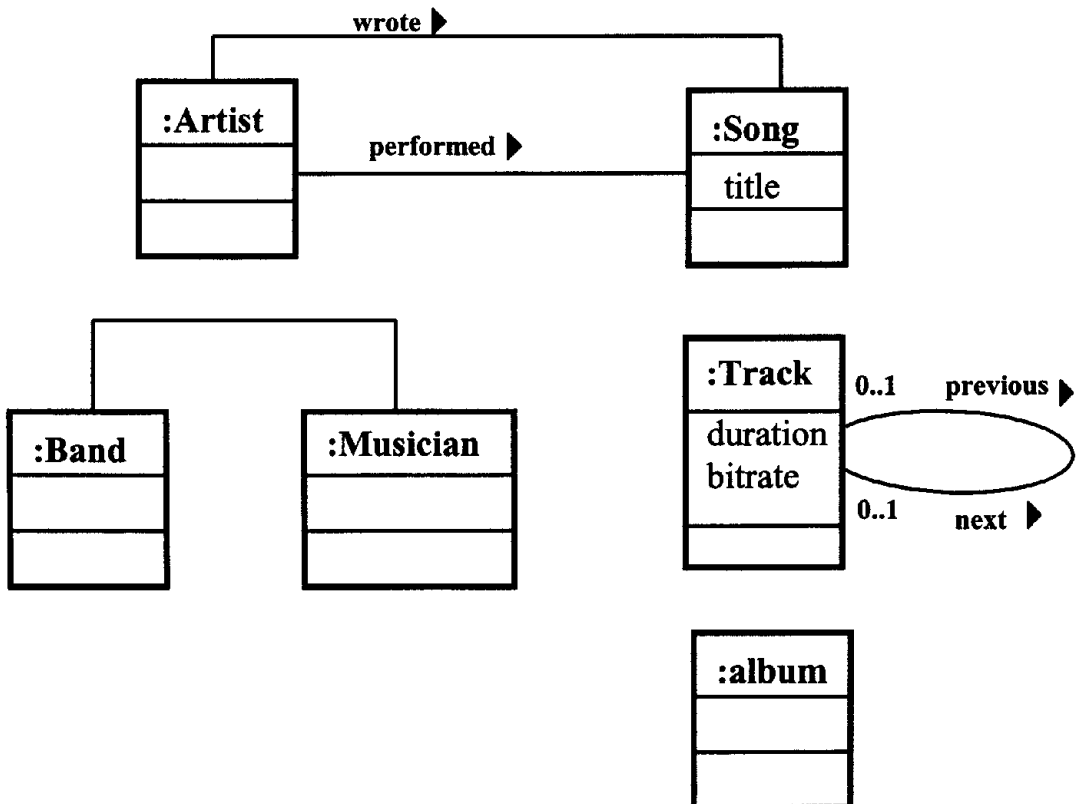 wrote
:Artist
performed
:Song
title
:Band
:Musician
:Track
duration
bitrate
0..1 previous
0..1 next
:album